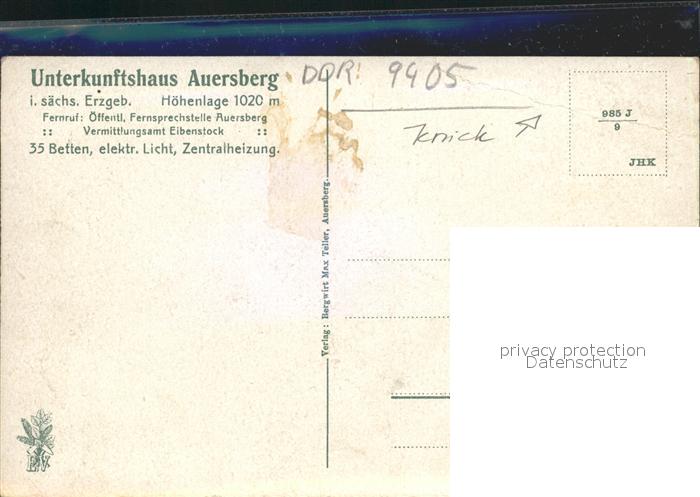 Unterkunftshaus Auersberg
i. sächs. Erzgeb. Höhenlage 1020 m
Fernruf: Öffentl. Fernsprechstelle Auersberg
:: Vermittlungsamt Eibenstock ::
35 Betten, elektr. Licht, Zentralheizung.
DDR 9405
Knick
985 J
9
JHK
Verlag: Bergwirt Max Teller, Auersberg.
privacy protection
Datenschutz